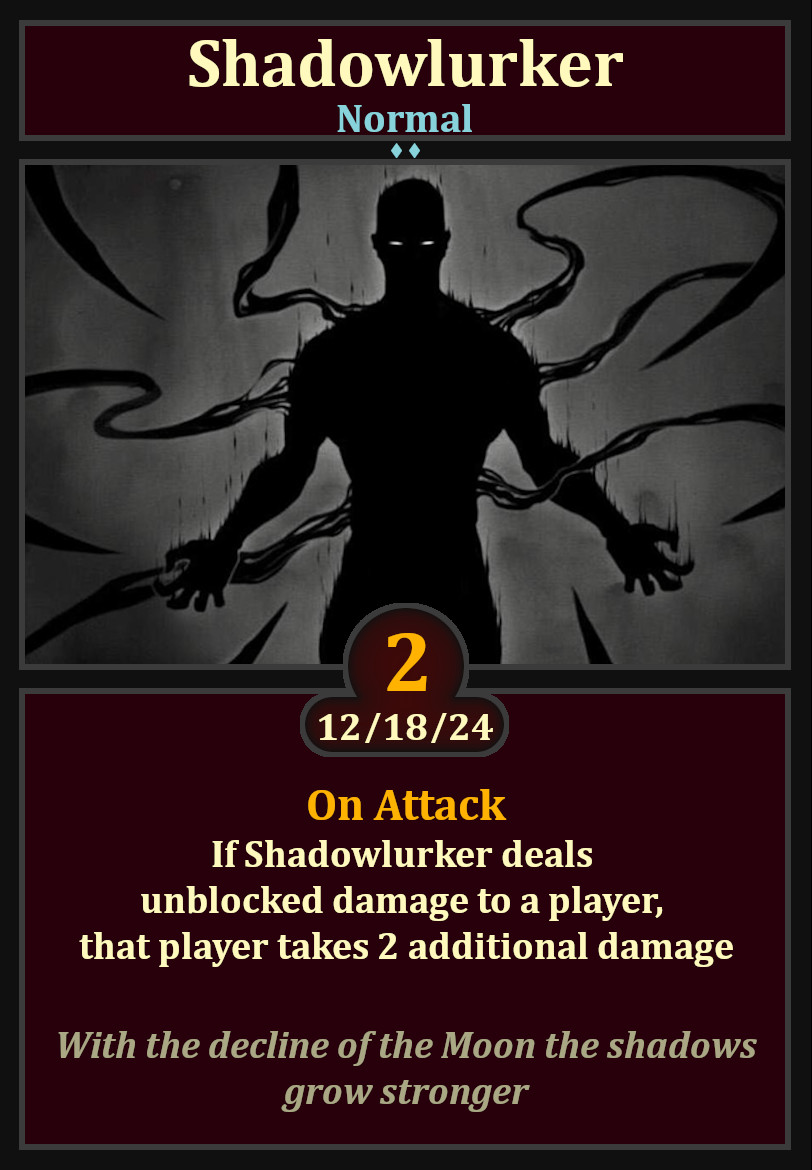 Shadowlurker
Normal
2
12/18/24
On Attack
If Shadowlurker deals
unblocked damage to a player,
that player takes 2 additional damage
With the decline of the Moon the shadows
grow stronger